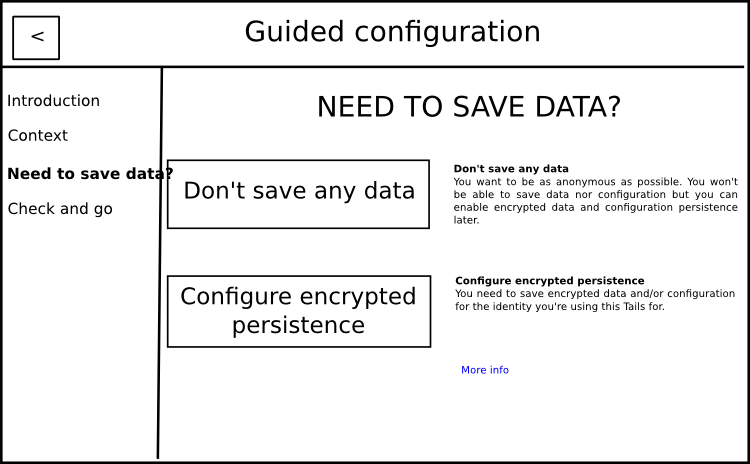 <
Guided configuration
Introduction
Context
Need to save data?
Check and go
NEED TO SAVE DATA?
Don't save any data
Don't save any data
You want to be as anonymous as possible. You won't
be able to save data nor configuration but you can
enable encrypted data and configuration persistence
later.
Configure encrypted
persistence
Configure encrypted persistence
You need to save encrypted data and/or configuration
for the identity you're using this Tails for.
More info